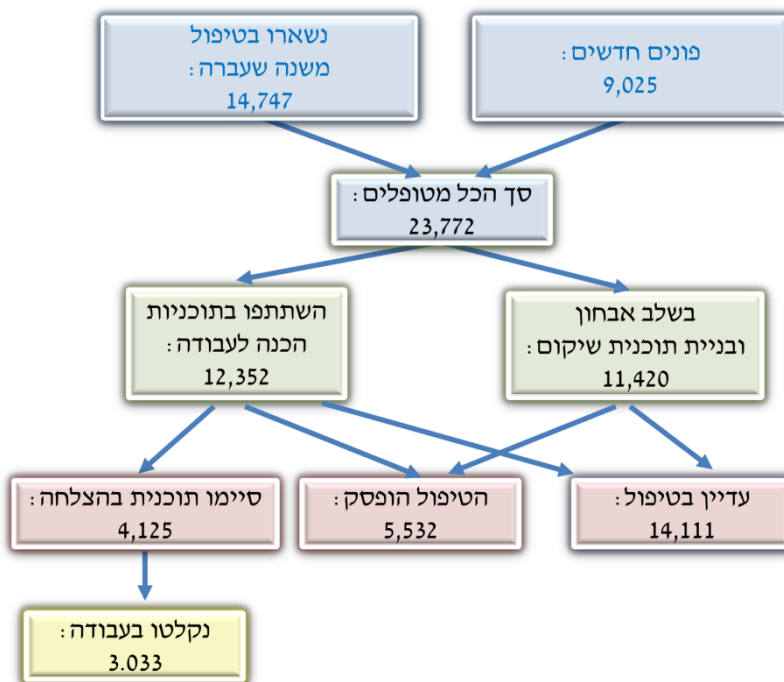 פונים חדשים:
9,025
נשארו בטיפול
משנה שעברה:
14,747
סך הכל מטופלים:
23,772
בשלב אבחון
ובניית תוכנית שיקום:
11,420
השתתפו בתוכניות
הכנה לעבודה:
12,352
עדיין בטיפול:
14,111
הטיפול הופסק:
5,532
סיימו תוכנית בהצלחה:
4,125
נקלטו בעבודה:
3.033